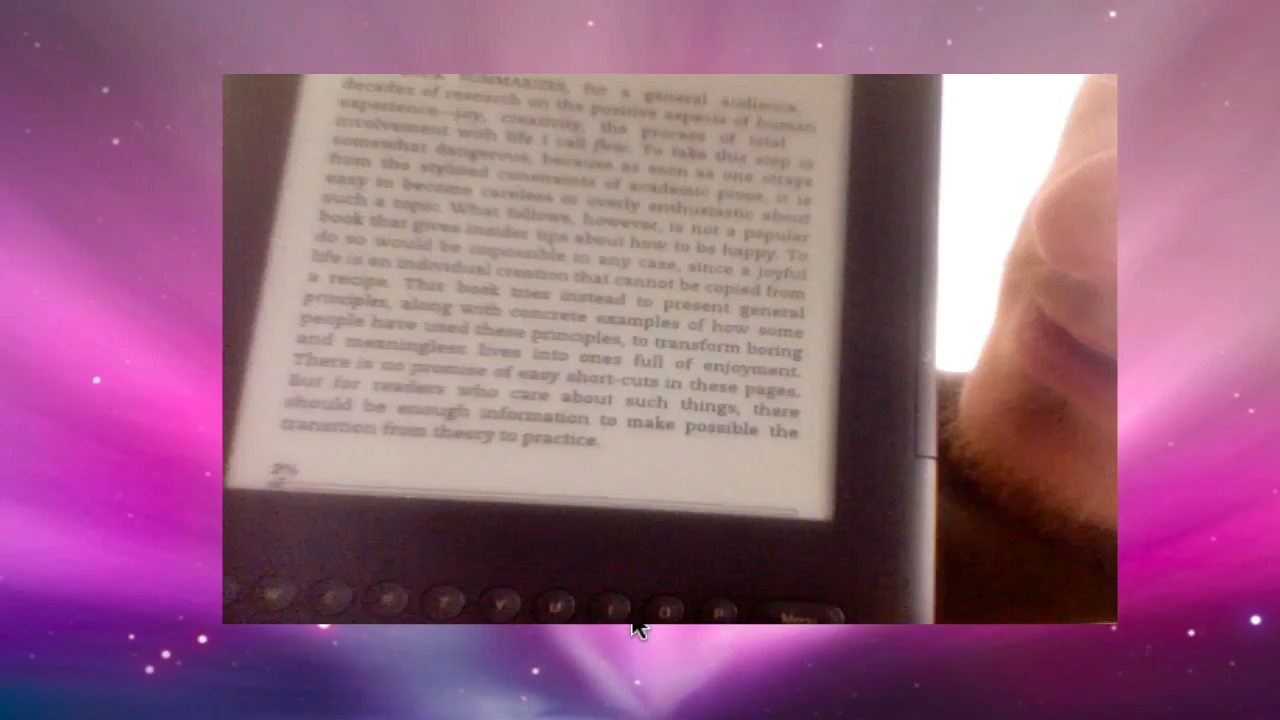 SUMMARIZES, for a general audience,
decades of research on the positive aspects of human
experience—joy, creativity, the process of total
involvement with life I call flow. To take this step is
somewhat dangerous, because as soon as one strays
from the stylized constraints of academic prose, it is
easy to become careless or overly enthusiastic about
such a topic. What follows, however, is not a popular
book that gives insider tips about how to be happy. To
do so would be impossible in any case, since a joyful
life is an individual creation that cannot be copied from
a recipe. This book tries instead to present general
principles, along with concrete examples of how some
people have used these principles, to transform boring
and meaningless lives into ones full of enjoyment.
There is no promise of easy short-cuts in these pages.
But for readers who care about such things, there
should be enough information to make possible the
transition from theory to practice.
2%
T Y U I O P Menu